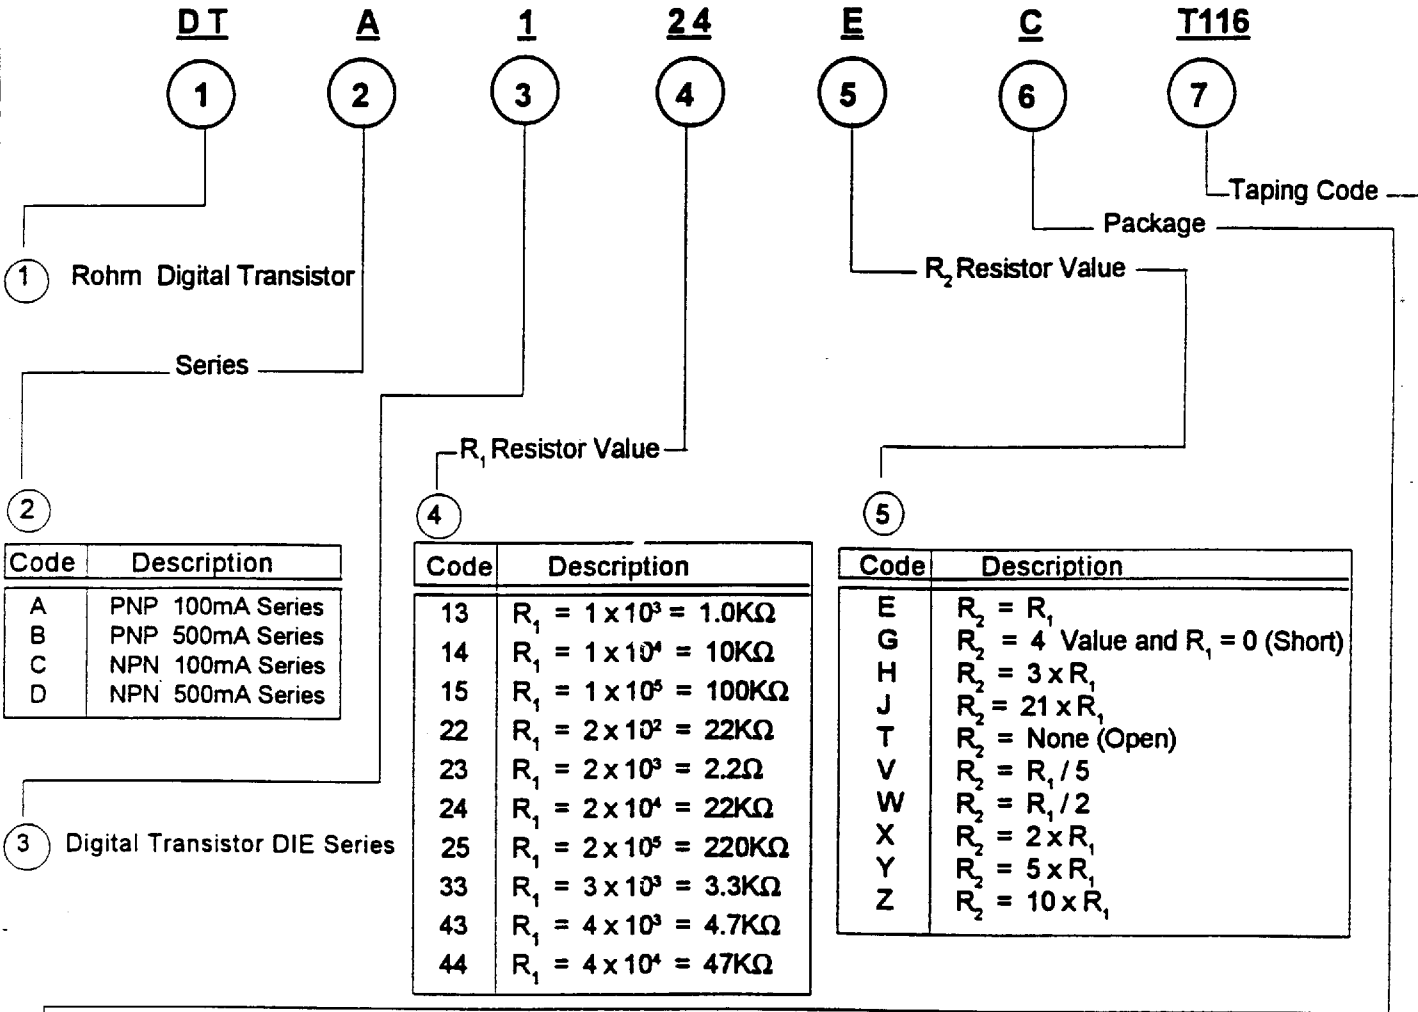 DT A 1 24 E C T116
1 2 3 4 5 6 7
Taping Code
Package
R₂ Resistor Value
1 Rohm Digital Transistor
Series
R₁ Resistor Value
2
Code Description
A PNP 100mA Series
B PNP 500mA Series
C NPN 100mA Series
D NPN 500mA Series
3 Digital Transistor DIE Series
4
Code Description
13 R₁ = 1 x 10³ = 1.0KΩ
14 R₁ = 1 x 10⁴ = 10KΩ
15 R₁ = 1 x 10⁵ = 100KΩ
22 R₁ = 2 x 10² = 22KΩ
23 R₁ = 2 x 10³ = 2.2Ω
24 R₁ = 2 x 10⁴ = 22KΩ
25 R₁ = 2 x 10⁵ = 220KΩ
33 R₁ = 3 x 10³ = 3.3KΩ
43 R₁ = 4 x 10³ = 4.7KΩ
44 R₁ = 4 x 10⁴ = 47KΩ
5
Code Description
E R₂ = R₁
G R₂ = 4 Value and R₁ = 0 (Short)
H R₂ = 3 x R₁
J R₂ = 21 x R₁
T R₂ = None (Open)
V R₂ = R₁ / 5
W R₂ = R₁ / 2
X R₂ = 2 x R₁
Y R₂ = 5 x R₁
Z R₂ = 10 x R₁